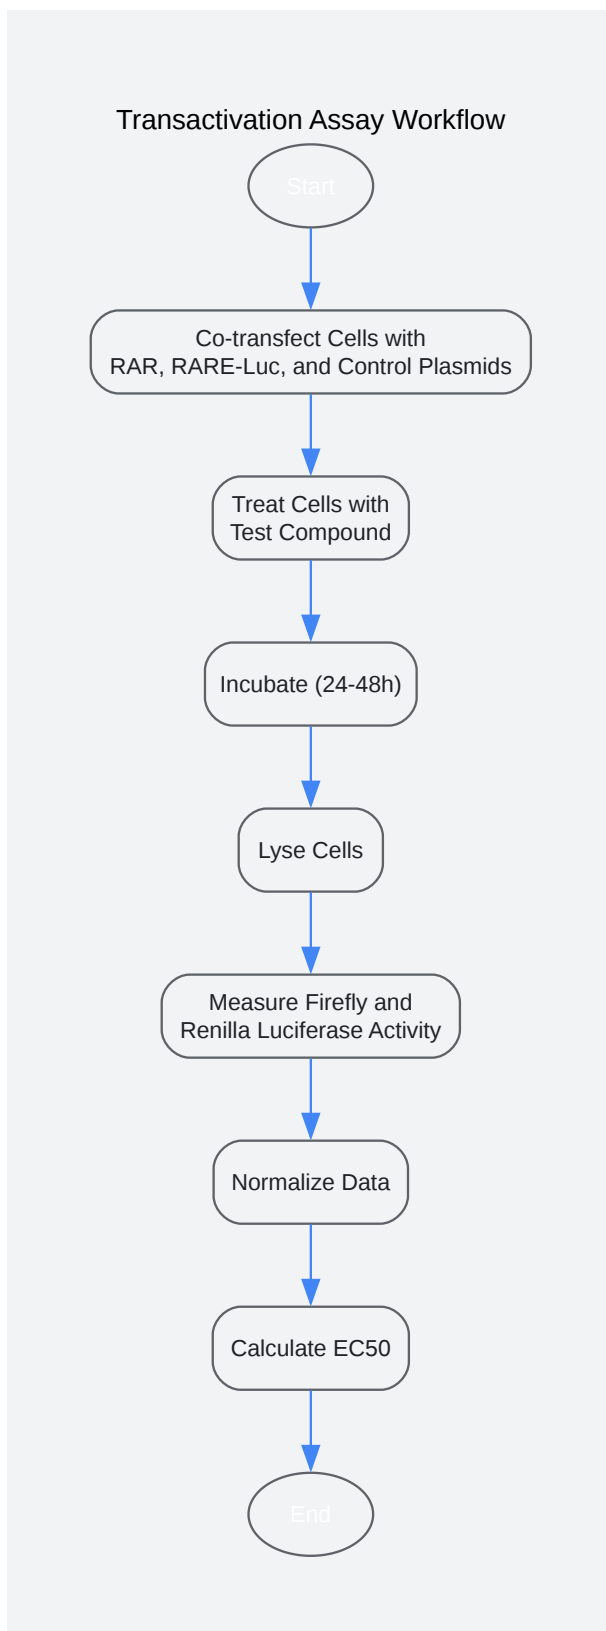 Transactivation Assay Workflow
Start
Co-transfect Cells with
RAR, RARE-Luc, and Control Plasmids
Treat Cells with
Test Compound
Incubate (24-48h)
Lyse Cells
Measure Firefly and
Renilla Luciferase Activity
Normalize Data
Calculate EC50
End